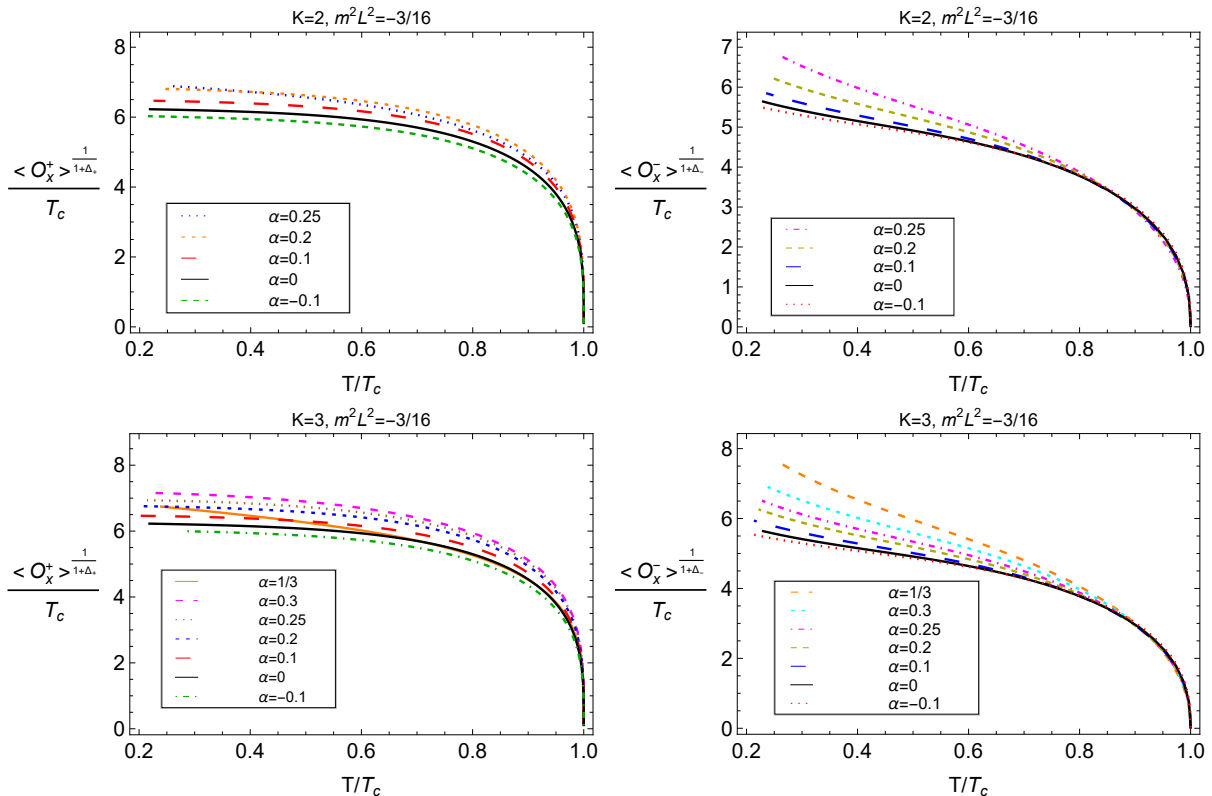 K=2, m²L²=−3/16
8
6
4
2
0
0.2 0.4 0.6 0.8 1.0
<O_x^+>^{1/(1+Δ_+)}
T_c
α=0.25
α=0.2
α=0.1
α=0
α=−0.1
T/T_c
K=2, m²L²=−3/16
7
6
5
4
3
2
1
0
0.2 0.4 0.6 0.8 1.0
<O_x^−>^{1/(1+Δ_−)}
T_c
α=0.25
α=0.2
α=0.1
α=0
α=−0.1
T/T_c
K=3, m²L²=−3/16
8
6
4
2
0
0.2 0.4 0.6 0.8 1.0
<O_x^+>^{1/(1+Δ_+)}
T_c
α=1/3
α=0.3
α=0.25
α=0.2
α=0.1
α=0
α=−0.1
T/T_c
K=3, m²L²=−3/16
8
6
4
2
0
0.2 0.4 0.6 0.8 1.0
<O_x^−>^{1/(1+Δ_−)}
T_c
α=1/3
α=0.3
α=0.25
α=0.2
α=0.1
α=0
α=−0.1
T/T_c